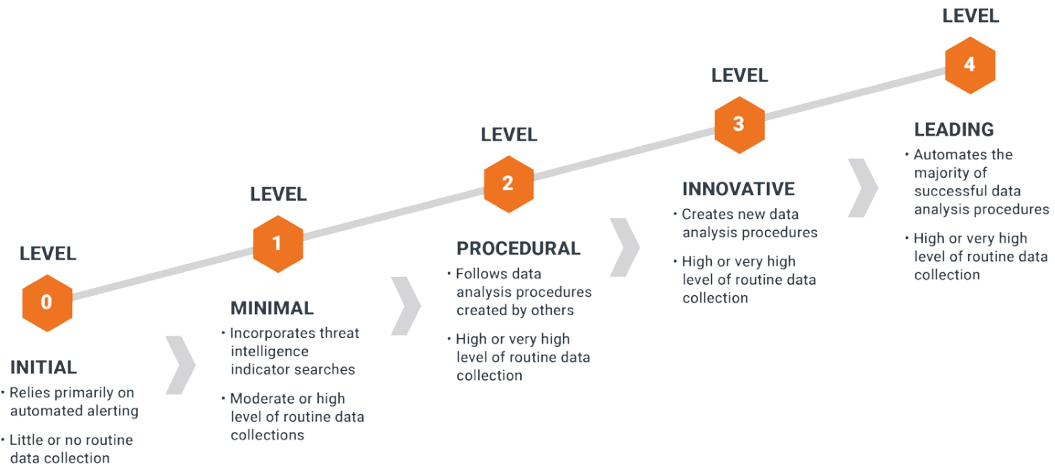 LEVEL
0
INITIAL
• Relies primarily on
automated alerting
• Little or no routine
data collection
LEVEL
1
MINIMAL
• Incorporates threat
intelligence
indicator searches
• Moderate or high
level of routine data
collections
LEVEL
2
PROCEDURAL
• Follows data
analysis procedures
created by others
• High or very high
level of routine data
collection
LEVEL
3
INNOVATIVE
• Creates new data
analysis procedures
• High or very high
level of routine data
collection
LEVEL
4
LEADING
• Automates the
majority of
successful data
analysis procedures
• High or very high
level of routine data
collection